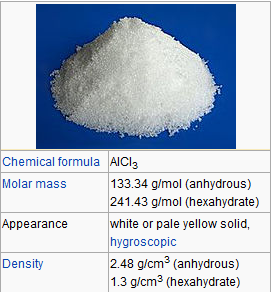 Chemical formula AlCl3
Molar mass 133.34 g/mol (anhydrous)
241.43 g/mol (hexahydrate)
Appearance white or pale yellow solid,
hygroscopic
Density 2.48 g/cm3 (anhydrous)
1.3 g/cm3 (hexahydrate)